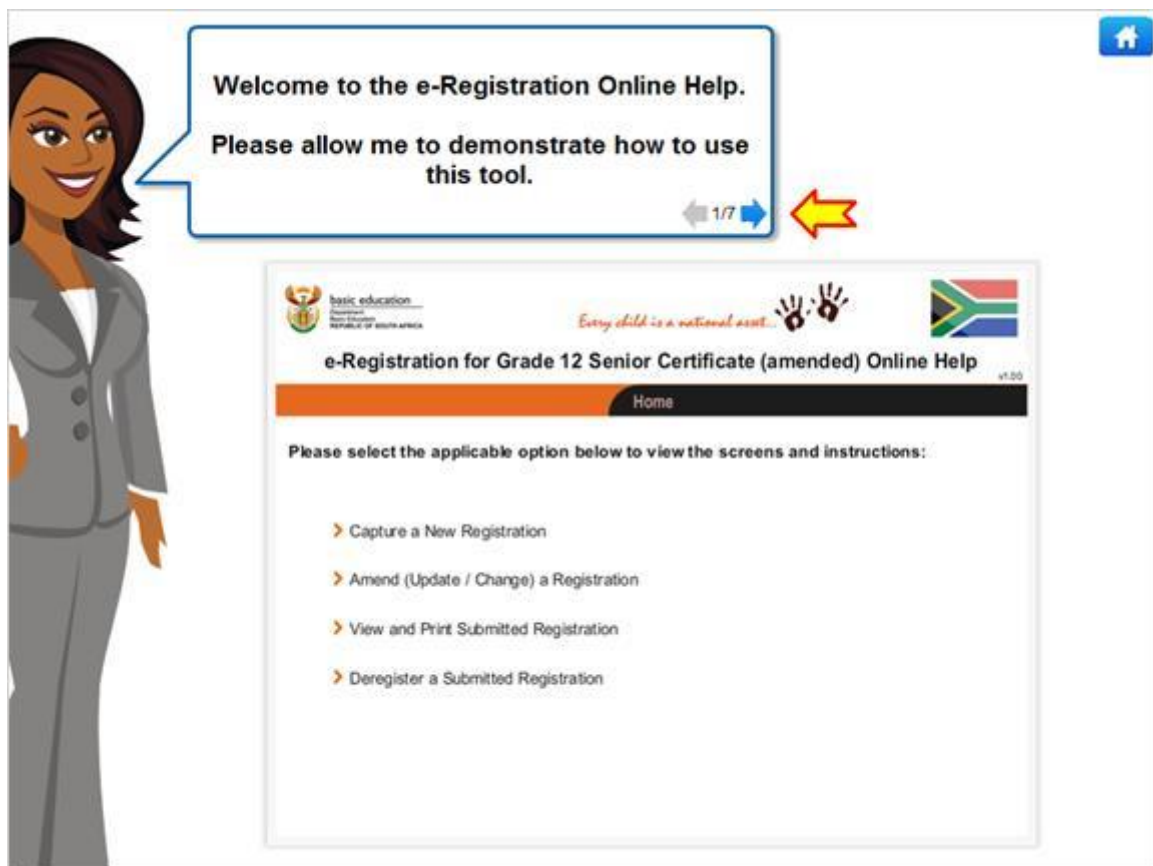 Welcome to the e-Registration Online Help.
Please allow me to demonstrate how to use
this tool.
1/7
basic education
Department:
Basic Education
REPUBLIC OF SOUTH AFRICA
Every child is a national asset...
e-Registration for Grade 12 Senior Certificate (amended) Online Help
v1.00
Home
Please select the applicable option below to view the screens and instructions:
Capture a New Registration
Amend (Update / Change) a Registration
View and Print Submitted Registration
Deregister a Submitted Registration